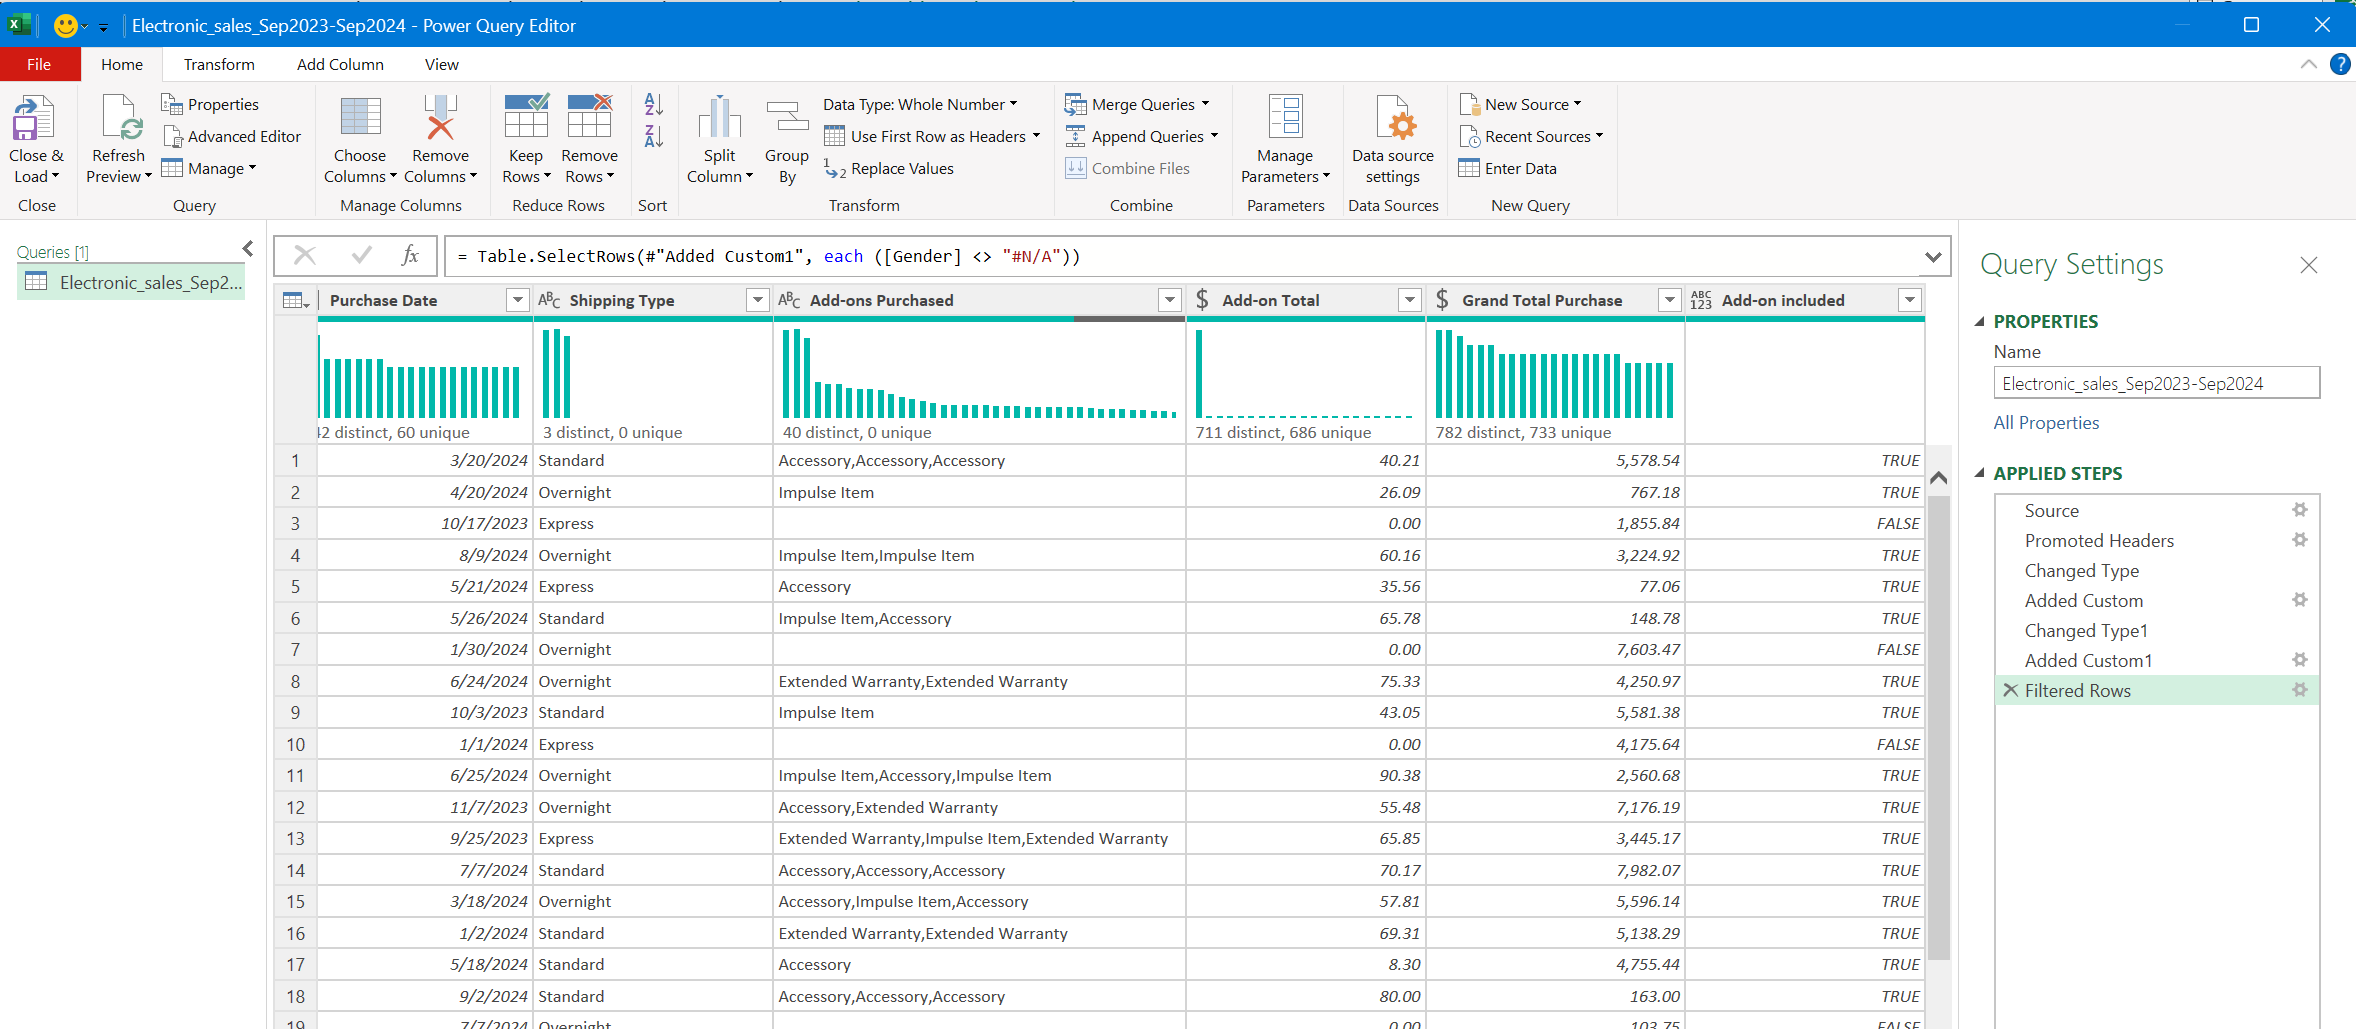 Electronic_sales_Sep2023-Sep2024 - Power Query Editor
File Home Transform Add Column View
Close & Load
Close
Refresh Preview
Properties
Advanced Editor
Manage
Query
Choose Columns
Remove Columns
Manage Columns
Keep Rows
Remove Rows
Reduce Rows
Sort
Split Column
Group By
Data Type: Whole Number
Use First Row as Headers
Replace Values
Transform
Merge Queries
Append Queries
Combine Files
Combine
Manage Parameters
Parameters
Data source settings
Data Sources
New Source
Recent Sources
Enter Data
New Query
Queries [1]
Electronic_sales_Sep2...
= Table.SelectRows(#"Added Custom1", each ([Gender] <> "#N/A"))
Purchase Date Shipping Type Add-ons Purchased Add-on Total Grand Total Purchase Add-on included
42 distinct, 60 unique 3 distinct, 0 unique 40 distinct, 0 unique 711 distinct, 686 unique 782 distinct, 733 unique
1 3/20/2024 Standard Accessory,Accessory,Accessory 40.21 5,578.54 TRUE
2 4/20/2024 Overnight Impulse Item 26.09 767.18 TRUE
3 10/17/2023 Express 0.00 1,855.84 FALSE
4 8/9/2024 Overnight Impulse Item,Impulse Item 60.16 3,224.92 TRUE
5 5/21/2024 Express Accessory 35.56 77.06 TRUE
6 5/26/2024 Standard Impulse Item,Accessory 65.78 148.78 TRUE
7 1/30/2024 Overnight 0.00 7,603.47 FALSE
8 6/24/2024 Overnight Extended Warranty,Extended Warranty 75.33 4,250.97 TRUE
9 10/3/2023 Standard Impulse Item 43.05 5,581.38 TRUE
10 1/1/2024 Express 0.00 4,175.64 FALSE
11 6/25/2024 Overnight Impulse Item,Accessory,Impulse Item 90.38 2,560.68 TRUE
12 11/7/2023 Overnight Accessory,Extended Warranty 55.48 7,176.19 TRUE
13 9/25/2023 Express Extended Warranty,Impulse Item,Extended Warranty 65.85 3,445.17 TRUE
14 7/7/2024 Standard Accessory,Accessory,Accessory 70.17 7,982.07 TRUE
15 3/18/2024 Overnight Accessory,Impulse Item,Accessory 57.81 5,596.14 TRUE
16 1/2/2024 Standard Extended Warranty,Extended Warranty 69.31 5,138.29 TRUE
17 5/18/2024 Standard Accessory 8.30 4,755.44 TRUE
18 9/2/2024 Standard Accessory,Accessory,Accessory 80.00 163.00 TRUE
19 7/7/2024 Overnight 0.00 103.75 FALSE
Query Settings
PROPERTIES
Name
Electronic_sales_Sep2023-Sep2024
All Properties
APPLIED STEPS
Source
Promoted Headers
Changed Type
Added Custom
Changed Type1
Added Custom1
Filtered Rows